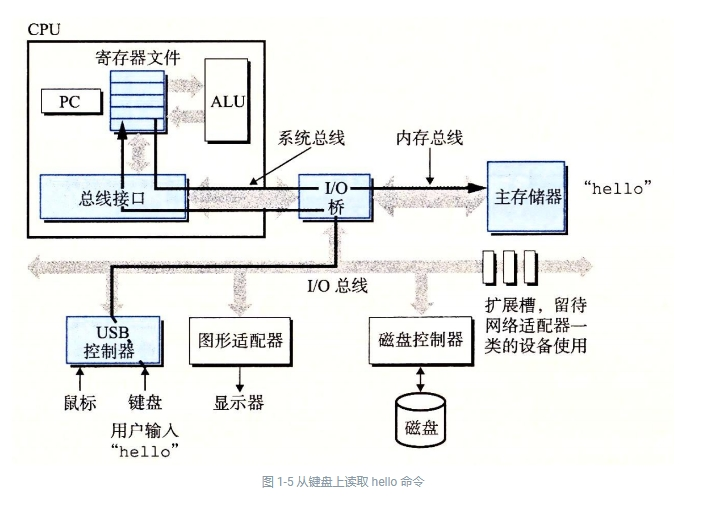 CPU
寄存器文件
PC
ALU
系统总线
内存总线
总线接口
I/O
桥
主存储器
“hello”
I/O 总线
扩展槽，留待
网络适配器一
类的设备使用
USB
控制器
图形适配器
磁盘控制器
鼠标
键盘
显示器
磁盘
用户输入
“hello”
图 1-5 从键盘上读取 hello 命令